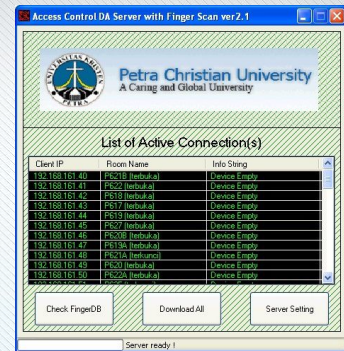 Access Control DA Server with Finger Scan ver2.1
UNIVERSITAS KRISTEN
PETRA
Petra Christian University
A Caring and Global University
List of Active Connection(s)
Client IP Room Name Info String
192.168.161.40 P621B (terbuka) Device Empty
192.168.161.41 P622 (terbuka) Device Empty
192.168.161.42 P618 (terbuka) Device Empty
192.168.161.43 P617 (terbuka) Device Empty
192.168.161.44 P619 (terbuka) Device Empty
192.168.161.45 P627 (terbuka) Device Empty
192.168.161.46 P620B (terbuka) Device Empty
192.168.161.47 P619A (terbuka) Device Empty
192.168.161.48 P621A (terkunci) Device Empty
192.168.161.49 P620 (terbuka) Device Empty
192.168.161.50 P622A (terbuka) Device Empty
Check FingerDB Download All Server Setting
Server ready !